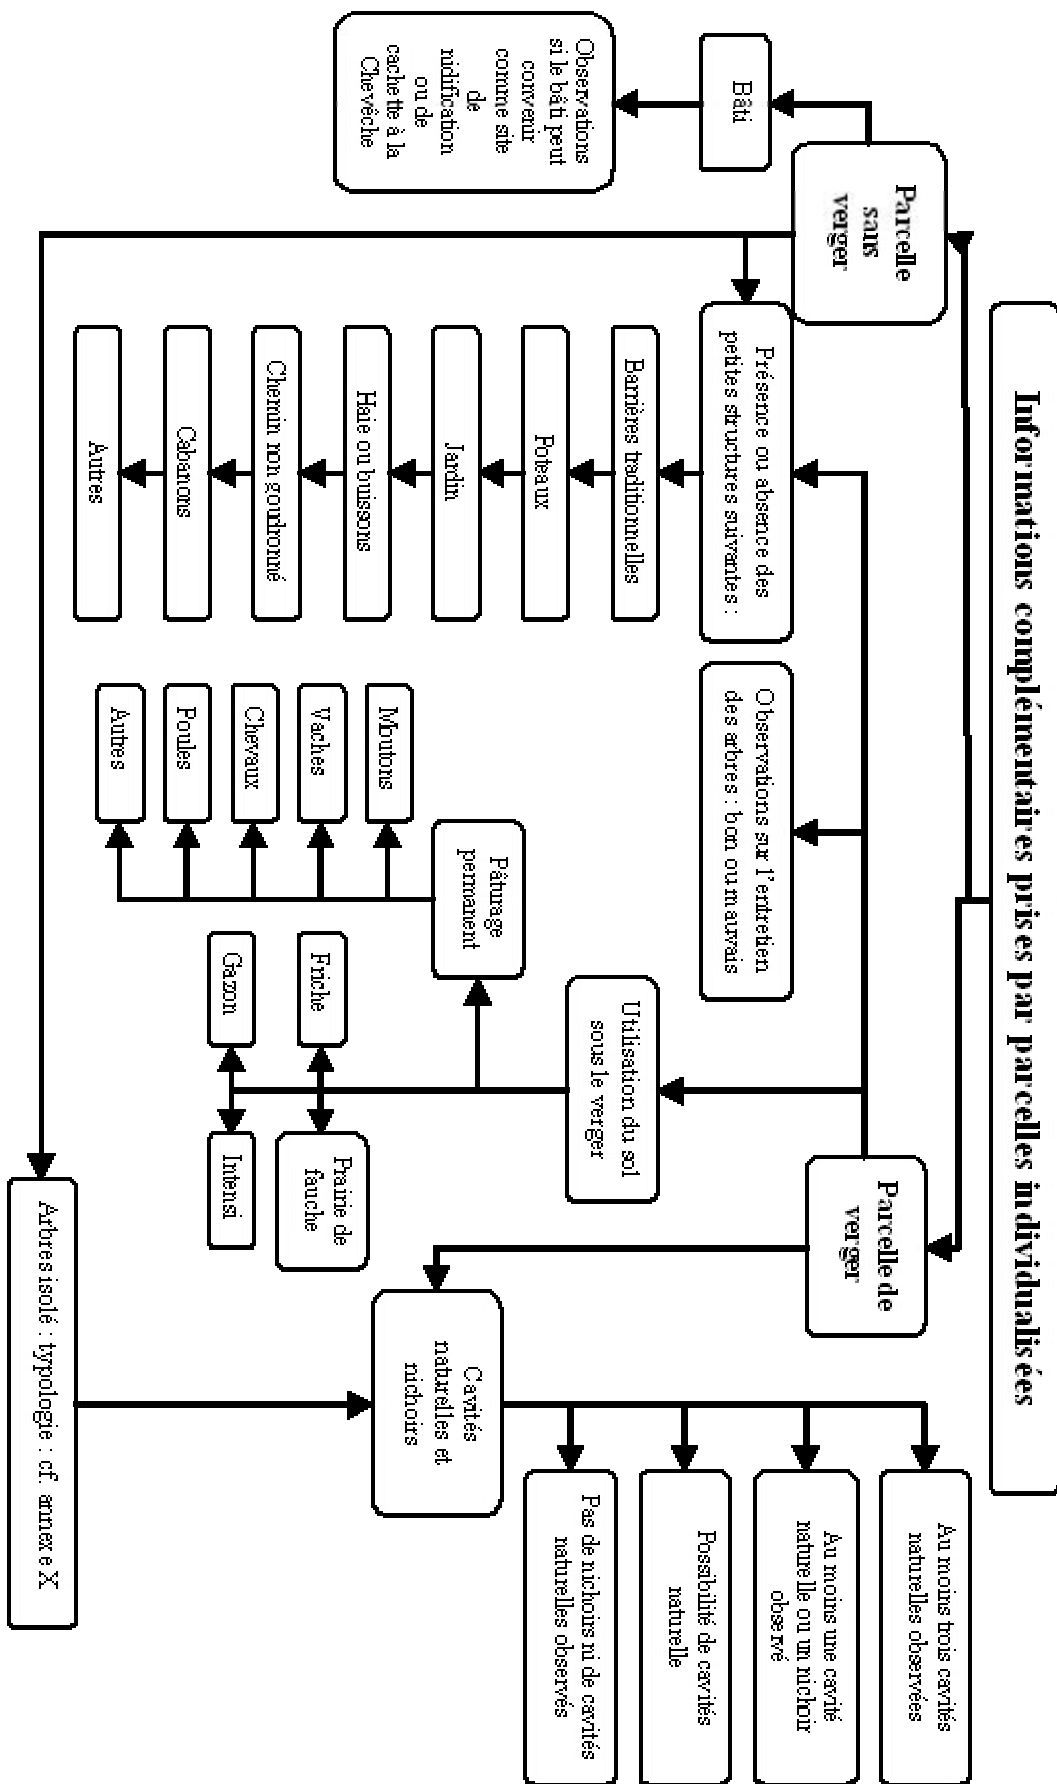 Informations complémentaires prises par parcelles individualisées
Parcelle
sans
verger
Parcelle de
verger
Bâti
Observations
si le bâti peut
convenir
comme site
de
nidification
ou de
cachette à la
Chevêche
Présence ou absence des
petites structures suivantes :
Barrières traditionnelles
Poteaux
Jardin
Haie ou buissons
Chemin non goudronné
Cabanons
Autres
Observations sur l'entretien
des arbres : bon ou mauvais
Utilisation du sol
sous le verger
Pâturage
permanent
Moutons
Vaches
Chevaux
Poules
Autres
Friche
Prairie de
fauche
Gazon
Intensi
Cavités
naturelles et
nichoirs
Au moins trois cavités
naturelles observées
Au moins une cavité
naturelle ou un nichoir
observé
Possibilité de cavités
naturelle
Pas de nichoirs ni de cavités
naturelles observés
Arbres isolé : typologie : cf. annexe X